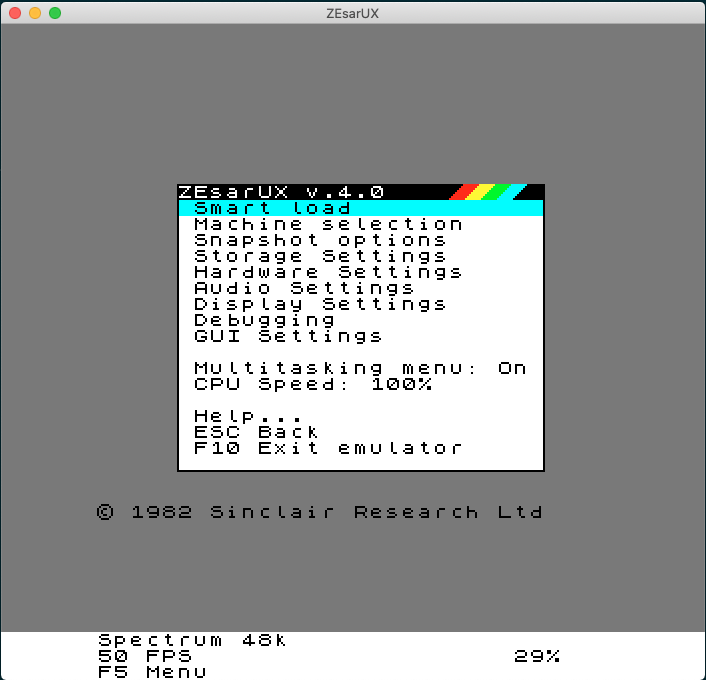 ZEsarUX
ZEsarUX v.4.0
Smart load
Machine selection
Snapshot options
Storage Settings
Hardware Settings
Audio Settings
Display Settings
Debugging
GUI Settings
Multitasking menu: On
CPU Speed: 100%
Help...
ESC Back
F10 Exit emulator
© 1982 Sinclair Research Ltd
Spectrum 48k
50 FPS 29%
F5 Menu